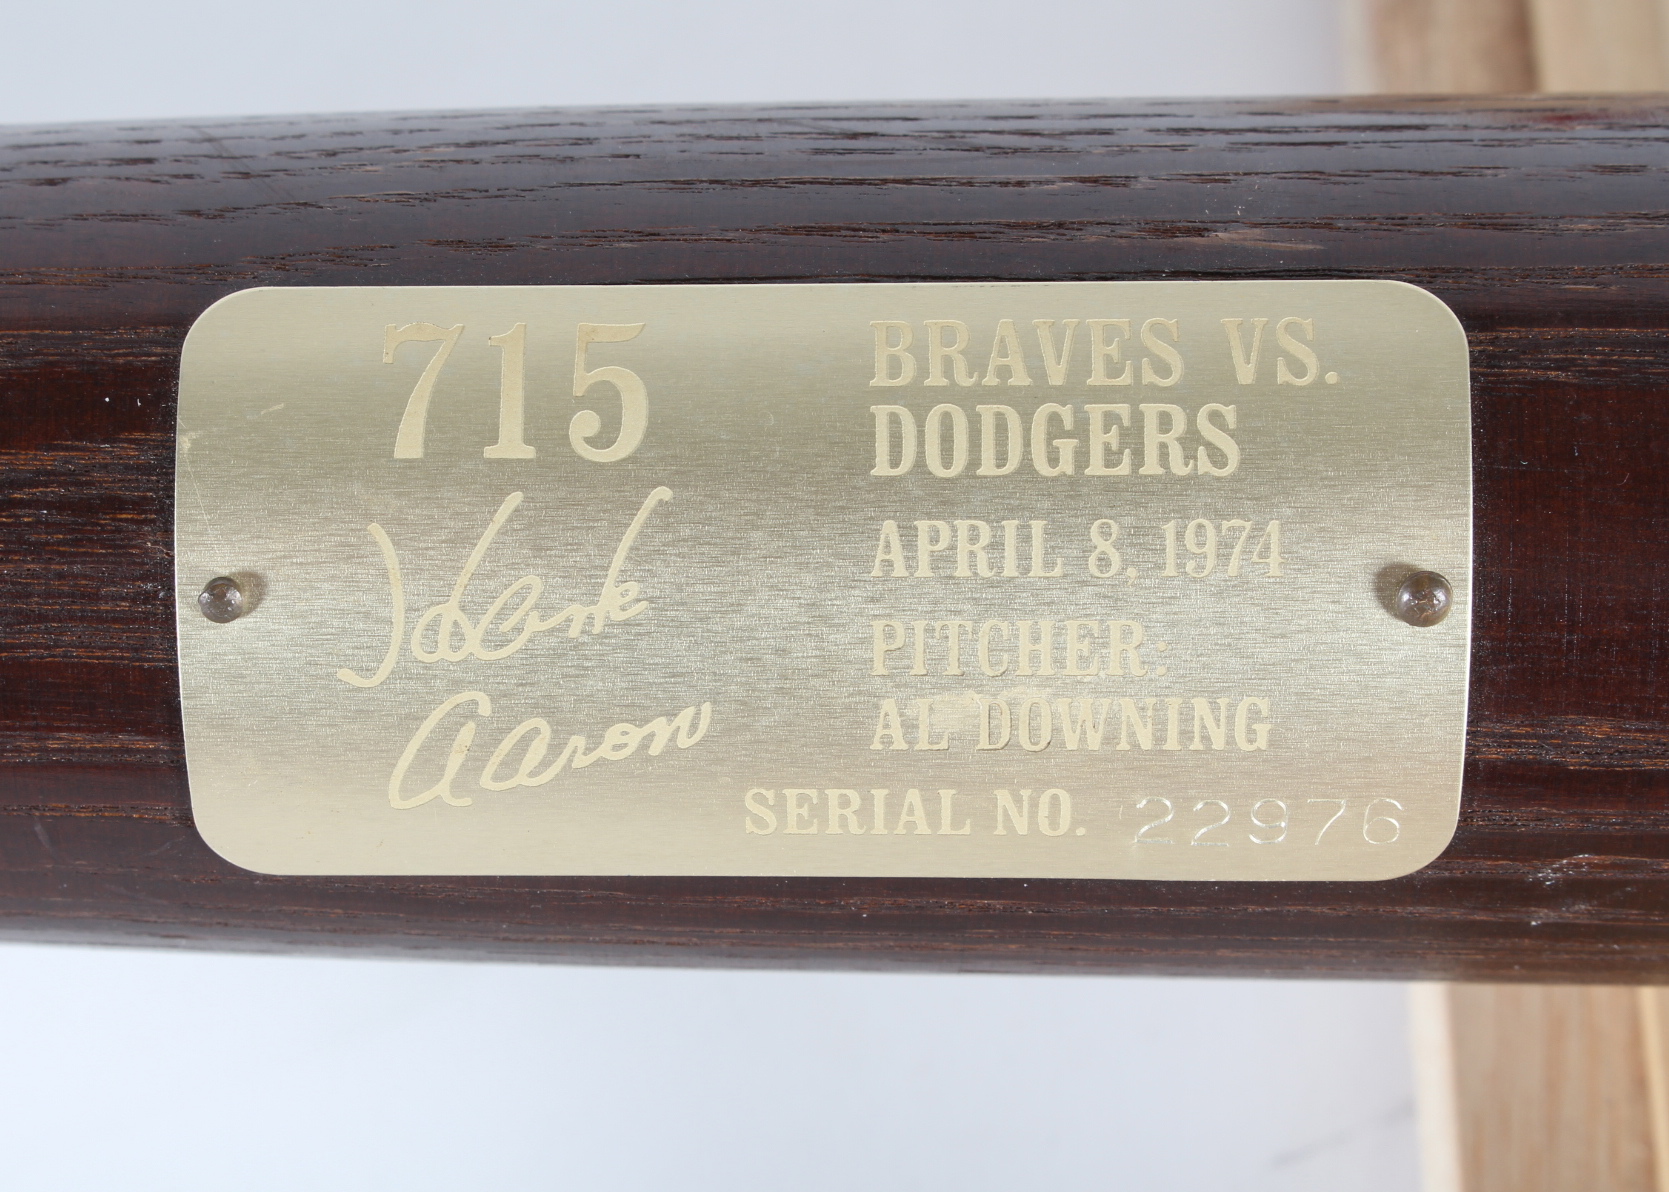 715
Hank
Aaron
BRAVES VS.
DODGERS
APRIL 8, 1974
PITCHER:
AL DOWNING
SERIAL NO. 22976